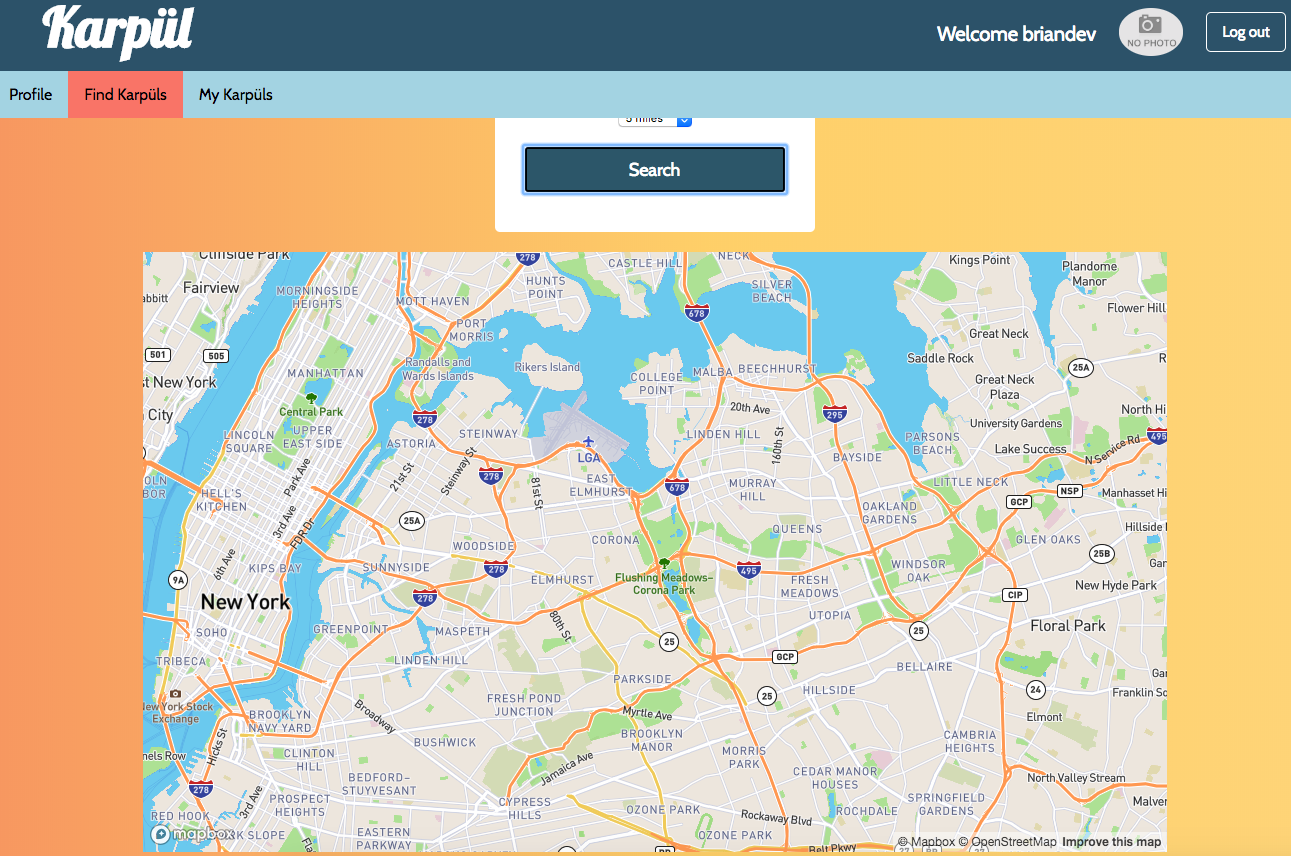 Karpül
Welcome briandev
NO PHOTO
Log out
Profile
Find Karpüls
My Karpüls
5 miles
Search
Cliffside Park
Fairview
MORNINGSIDE
HEIGHTS
MOTT HAVEN
278
HUNTS
POINT
CASTLE HILL
NECK
SILVER
BEACH
Kings Point
Plandome
Manor
Flower Hill
678
PORT
MORRIS
501
505
Randalls and
Wards Islands
Rikers Island
MANHATTAN
COLLEGE
POINT
MALBA
BEECHHURST
Great Neck
Saddle Rock
25A
Great Neck
Plaza
st New York
City
Central Park
UPPER
EAST SIDE
LINCOLN
SQUARE
278
ASTORIA
STEINWAY
20th Ave
LINDEN HILL
295
North Hi
University Gardens
PARSONS
BEACH
Lake Success
N Service Rd
495
LGA
160th St
BAYSIDE
Park Ave
21st St
Steinway St
278
81st St
EAST
ELMHURST
678
MURRAY
HILL
LITTLE NECK
NSP
GCP
Manhasset Hi
HELL'S
KITCHEN
3rd Ave
FDR Dr
25A
OAKLAND
GARDENS
QUEENS
Hillside
GLEN OAKS
CORONA
WOODSIDE
25B
6th Ave
KIPS BAY
SUNNYSIDE
278
ELMHURST
Flushing Meadows–
Corona Park
495
FRESH
MEADOWS
WINDSOR
OAK
New Hyde Park
9A
New York
278
CIP
UTOPIA
80th St
SOHO
GREENPOINT
MASPETH
25
25
Floral Park
TRIBECA
LINDEN HILL
GCP
BELLAIRE
PARKSIDE
25
HILLSIDE
24
Franklin Sq
New York Stock
Exchange
BROOKLYN
NAVY YARD
Broadway
FRESH POND
JUNCTION
Myrtle Ave
Elmont
Hicks St
BUSHWICK
BROOKLYN
MANOR
CAMBRIA
HEIGHTS
CLINTON
HILL
MORRIS
PARK
Jamaica Ave
CEDAR MANOR
HOUSES
North Valley Stream
278
3rd Ave
BEDFORD–
STUYVESANT
PROSPECT
HEIGHTS
CYPRESS
HILLS
OZONE PARK
SPRINGFIELD
GARDENS
ROCHDALE
RED HOOK
Rockaway Blvd
mapbox
EASTERN
PARKWAY
OZONE PARK
Belt Pkwy
© Mapbox © OpenStreetMap Improve this map